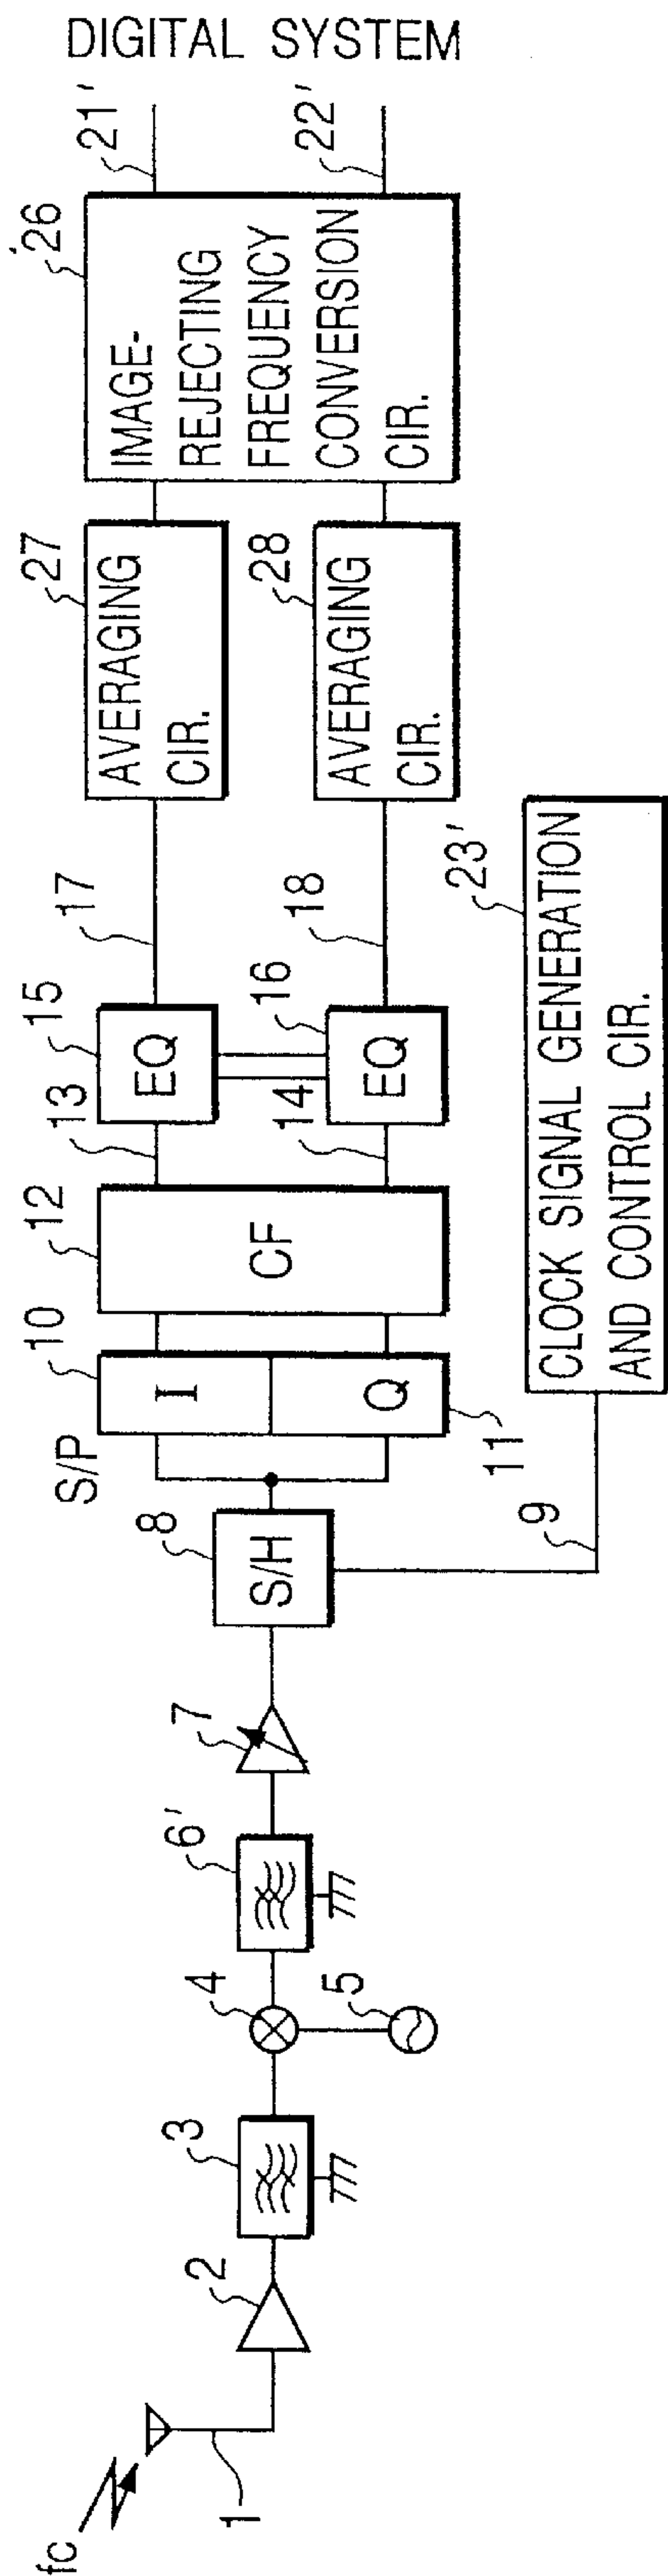 DIGITAL SYSTEM
fc
1
2
3
4
5
6'
7
8
S/H
9
S/P
10
I
Q
11
12
CF
13
14
15
EQ
16
EQ
17
18
27
AVERAGING
CIR.
28
AVERAGING
CIR.
26
IMAGE-
REJECTING
FREQUENCY
CONVERSION
CIR.
21'
22'
23'
CLOCK SIGNAL GENERATION
AND CONTROL CIR.